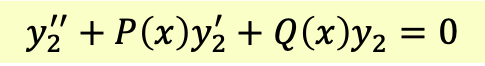 y₂″ + P(x)y₂′ + Q(x)y₂ = 0